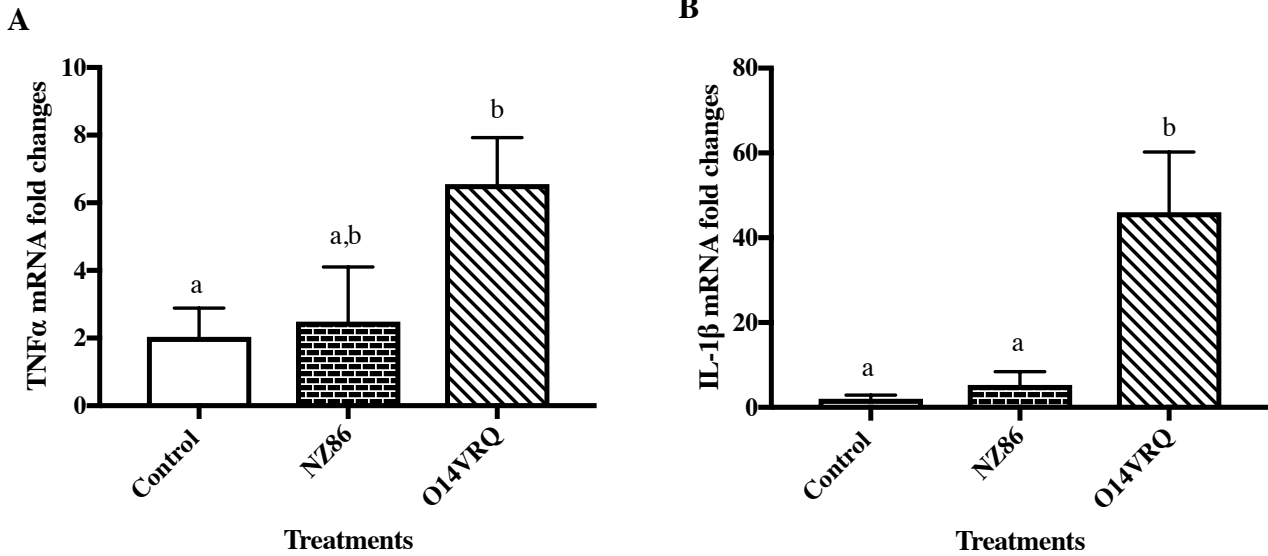 A
TNFα mRNA fold changes
10
8
6
4
2
0
a
a,b
b
Control
NZ86
O14VRQ
Treatments
B
IL-1β mRNA fold changes
80
60
40
20
0
a
a
b
Control
NZ86
O14VRQ
Treatments